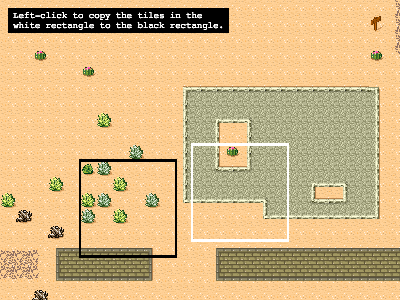 Left-click to copy the tiles in the
white rectangle to the black rectangle.